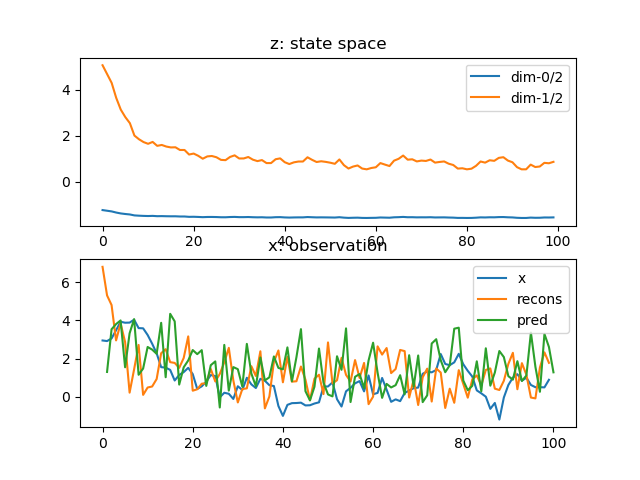 z: state space
dim-0/2
dim-1/2
4
2
0
0 20 40 60 80 100
x: observation
x
recons
pred
6
4
2
0
0 20 40 60 80 100